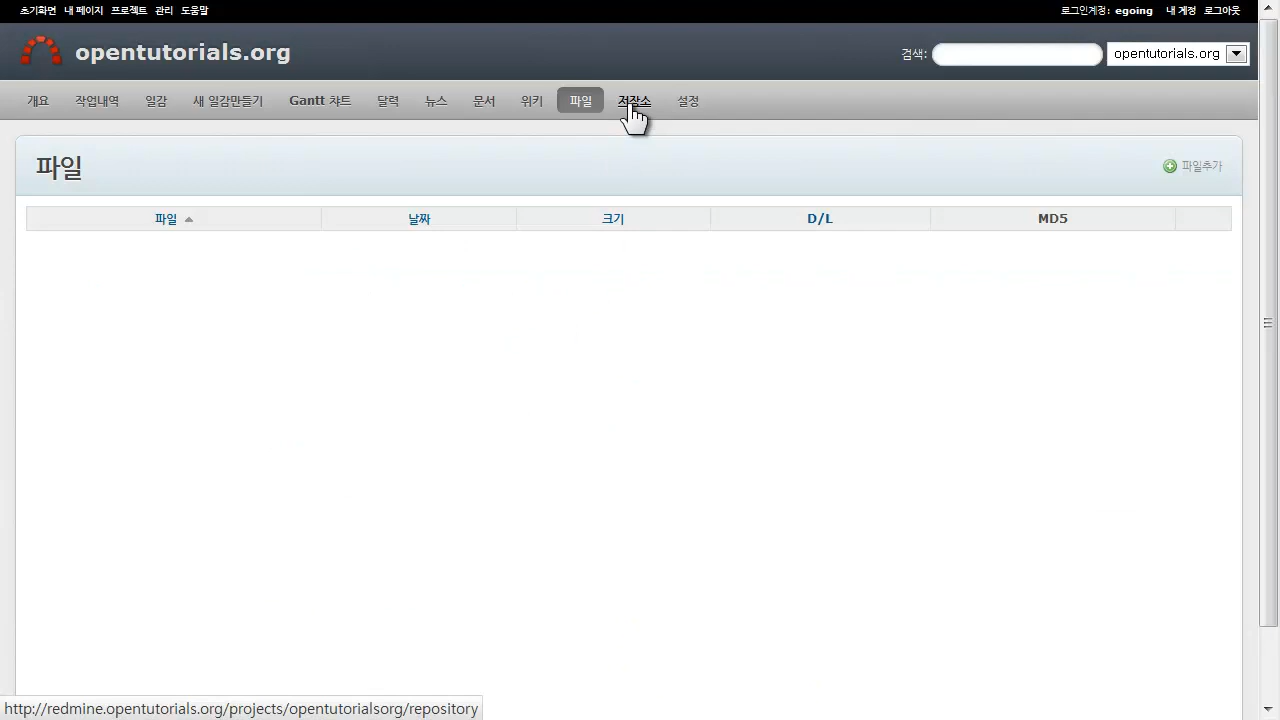 초기화면 내 페이지 프로젝트 관리 도움말 로그인계정: egoing 내 계정 로그아웃
opentutorials.org 검색: opentutorials.org
개요 작업내역 일감 새 일감만들기 Gantt 챠트 달력 뉴스 문서 위키 파일 저장소 설정
파일 파일추가
파일 날짜 크기 D/L MD5
http://redmine.opentutorials.org/projects/opentutorialsorg/repository